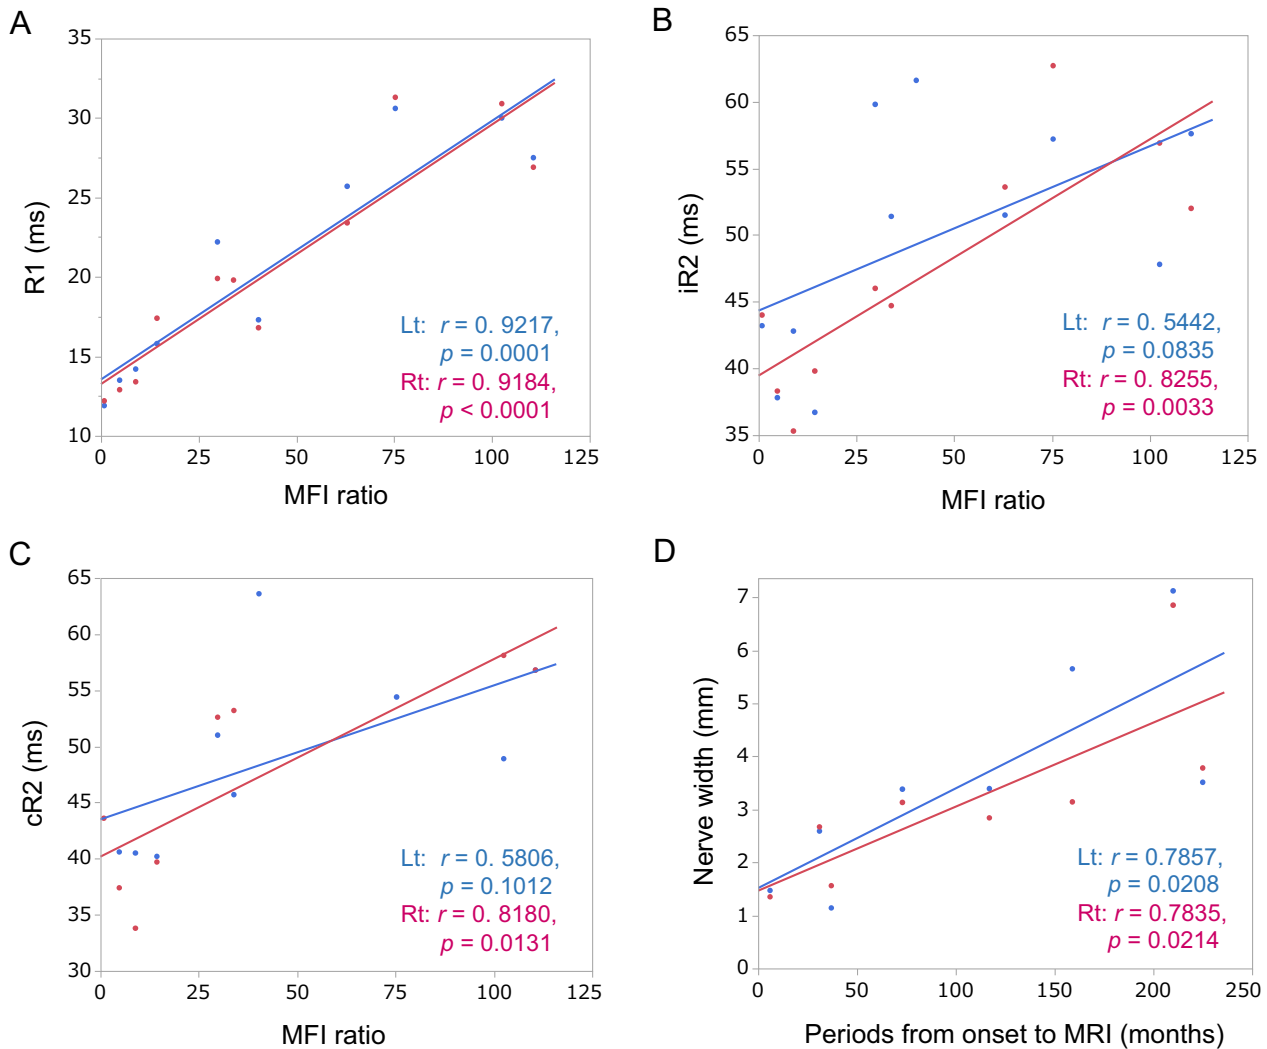 A
35
30
25
20
15
10
R1 (ms)
0 25 50 75 100 125
MFI ratio
Lt: r = 0. 9217,
p = 0.0001
Rt: r = 0. 9184,
p < 0.0001
B
65
60
55
50
45
40
35
iR2 (ms)
0 25 50 75 100 125
MFI ratio
Lt: r = 0. 5442,
p = 0.0835
Rt: r = 0. 8255,
p = 0.0033
C
65
60
55
50
45
40
35
30
cR2 (ms)
0 25 50 75 100 125
MFI ratio
Lt: r = 0. 5806,
p = 0.1012
Rt: r = 0. 8180,
p = 0.0131
D
7
6
5
4
3
2
1
0
Nerve width (mm)
0 50 100 150 200 250
Periods from onset to MRI (months)
Lt: r = 0.7857,
p = 0.0208
Rt: r = 0.7835,
p = 0.0214